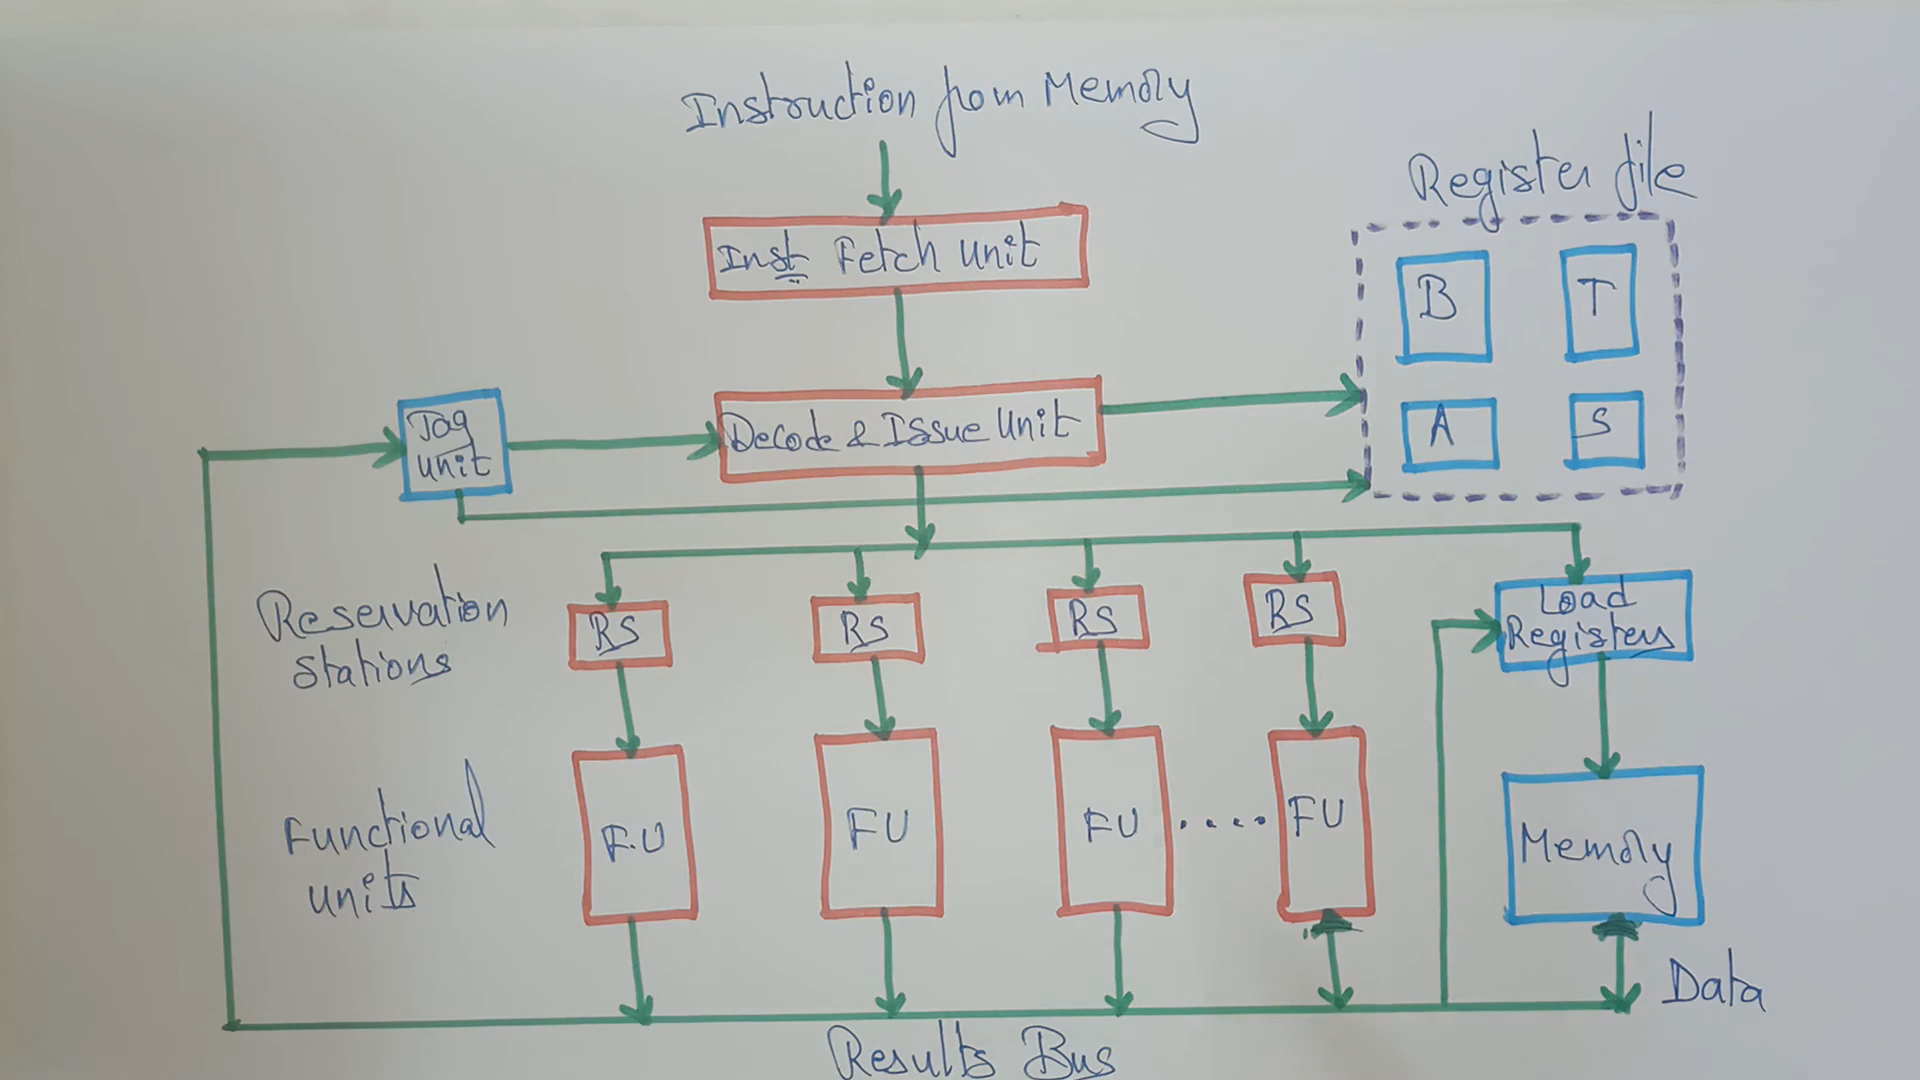 Instruction from Memory
Register file
Inst Fetch Unit
B
T
Tag
unit
Decode & Issue Unit
A
S
Reservation
stations
RS
RS
RS
RS
Load
Registers
Functional
units
F.U
FU
FU
....
FU
Memory
Data
Results Bus